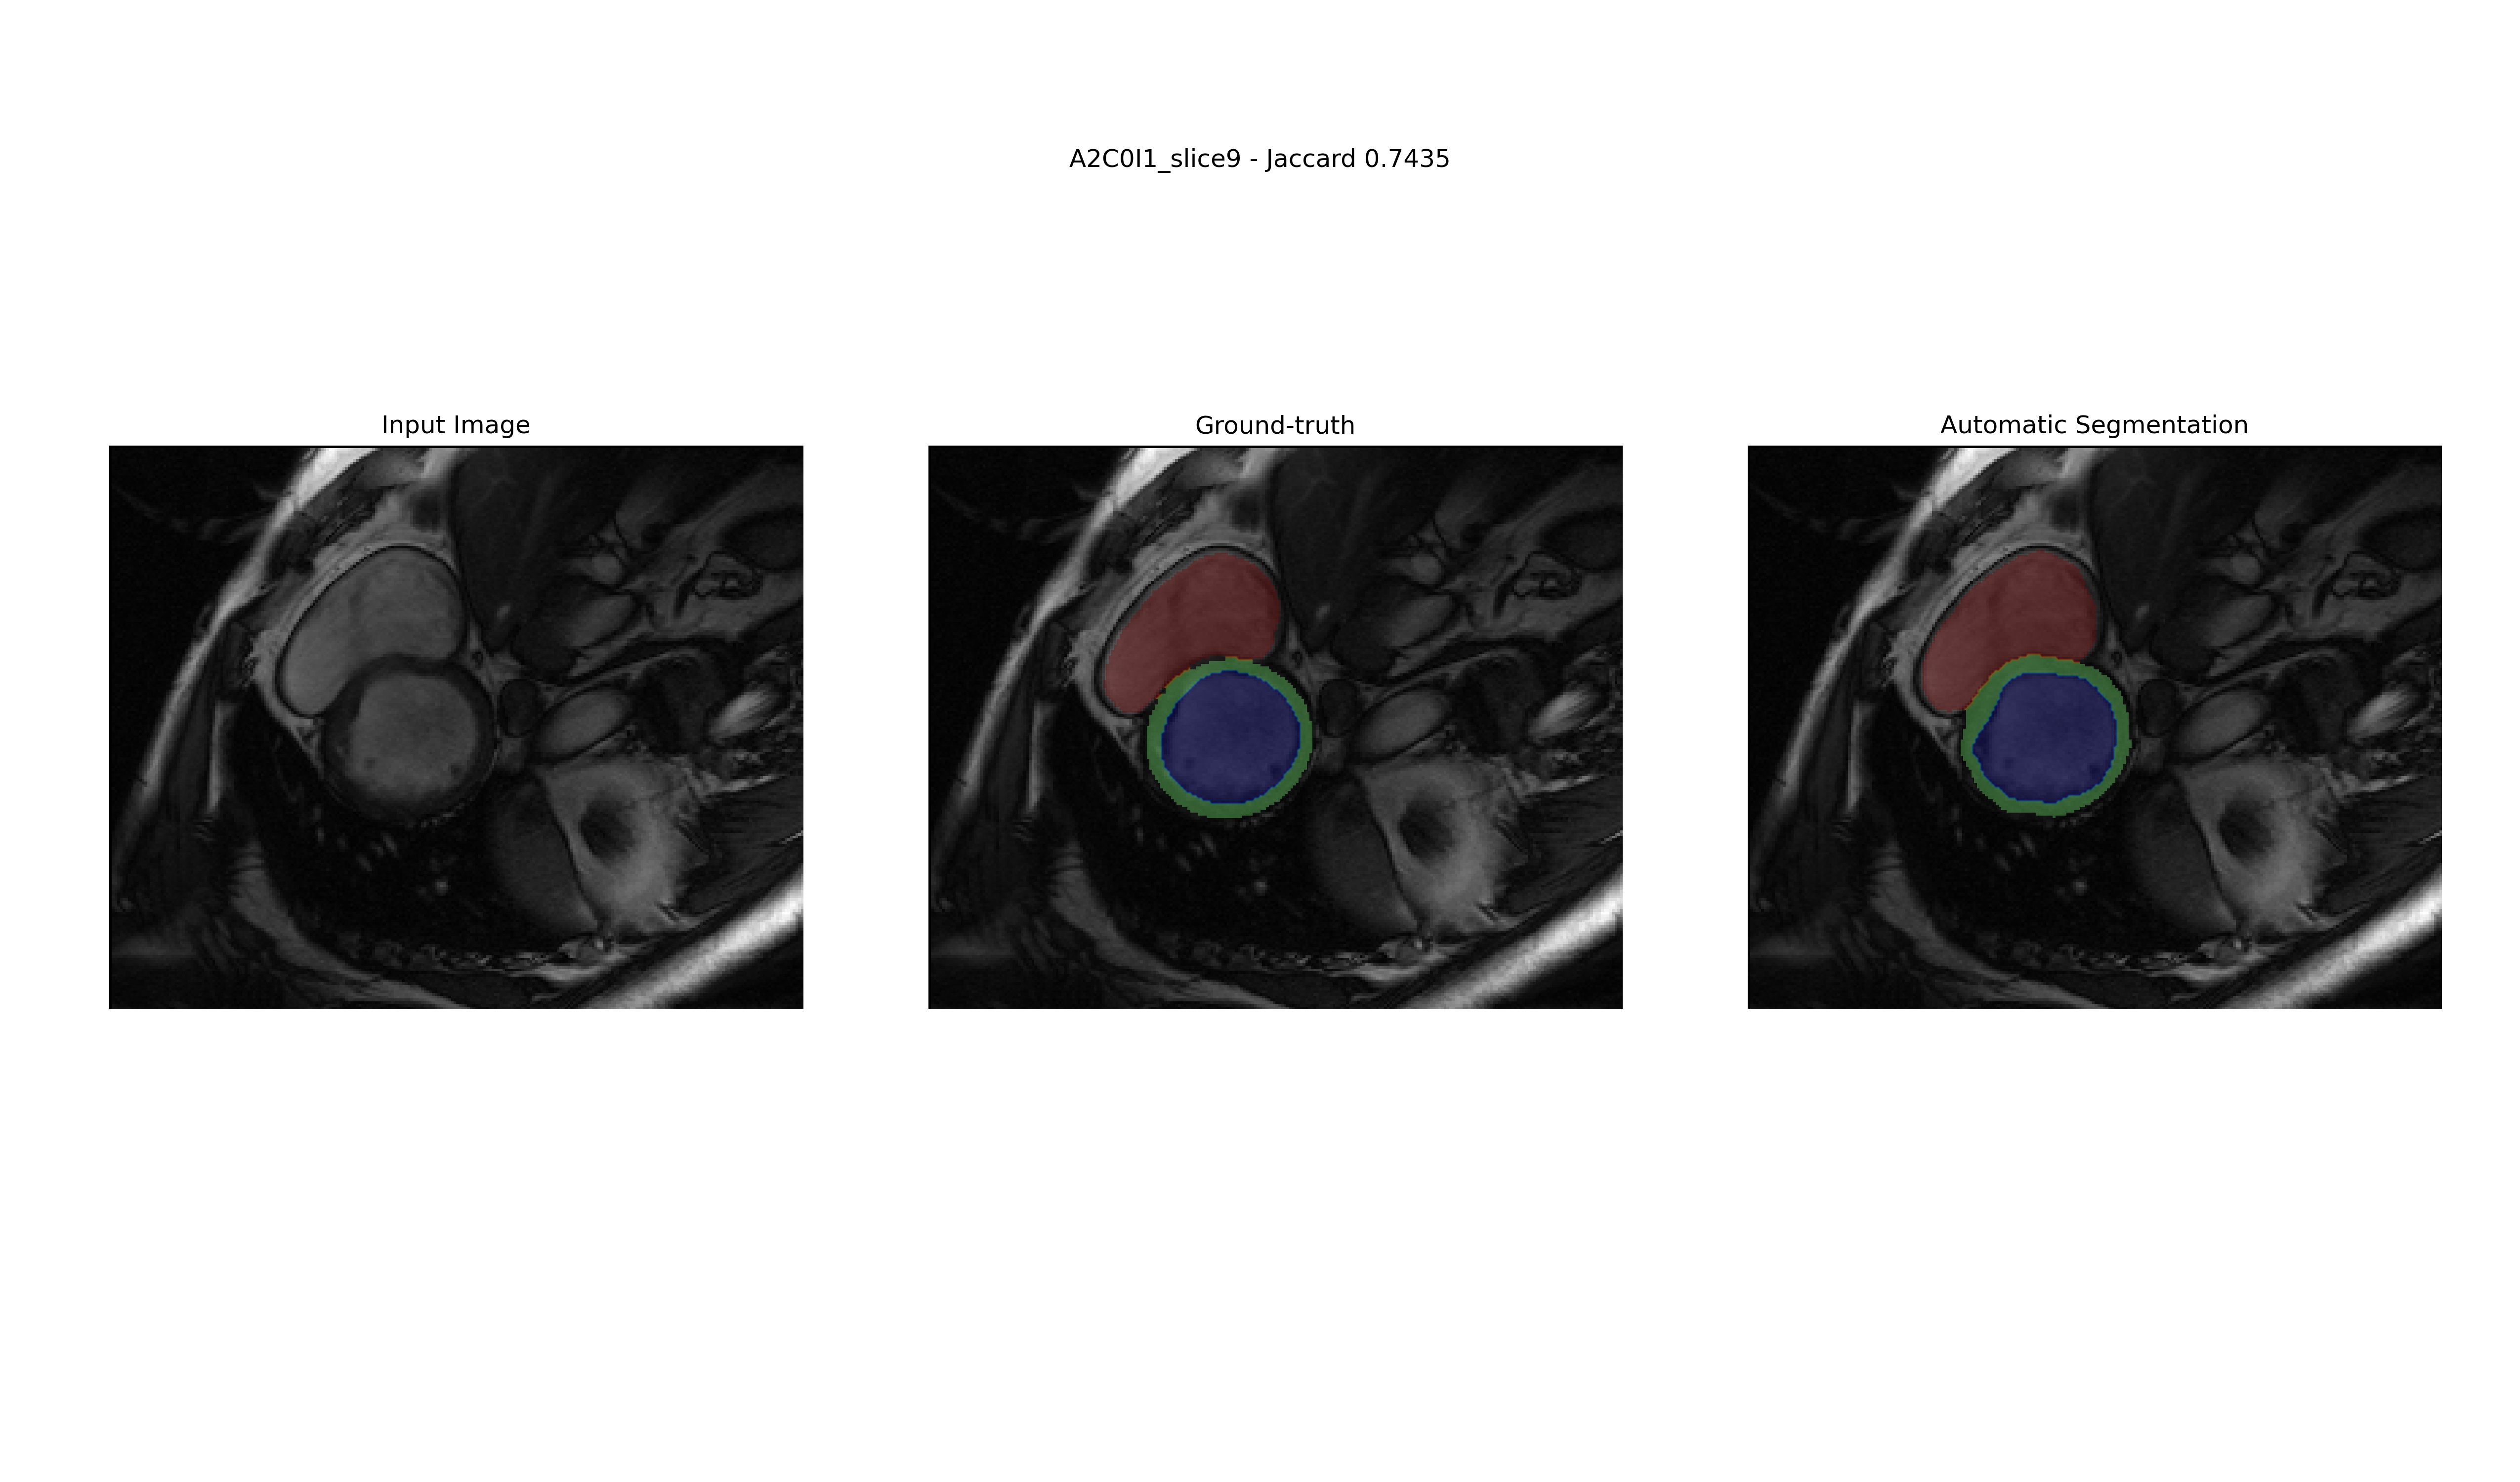 A2C0I1_slice9 - Jaccard 0.7435
Input Image
Ground-truth
Automatic Segmentation